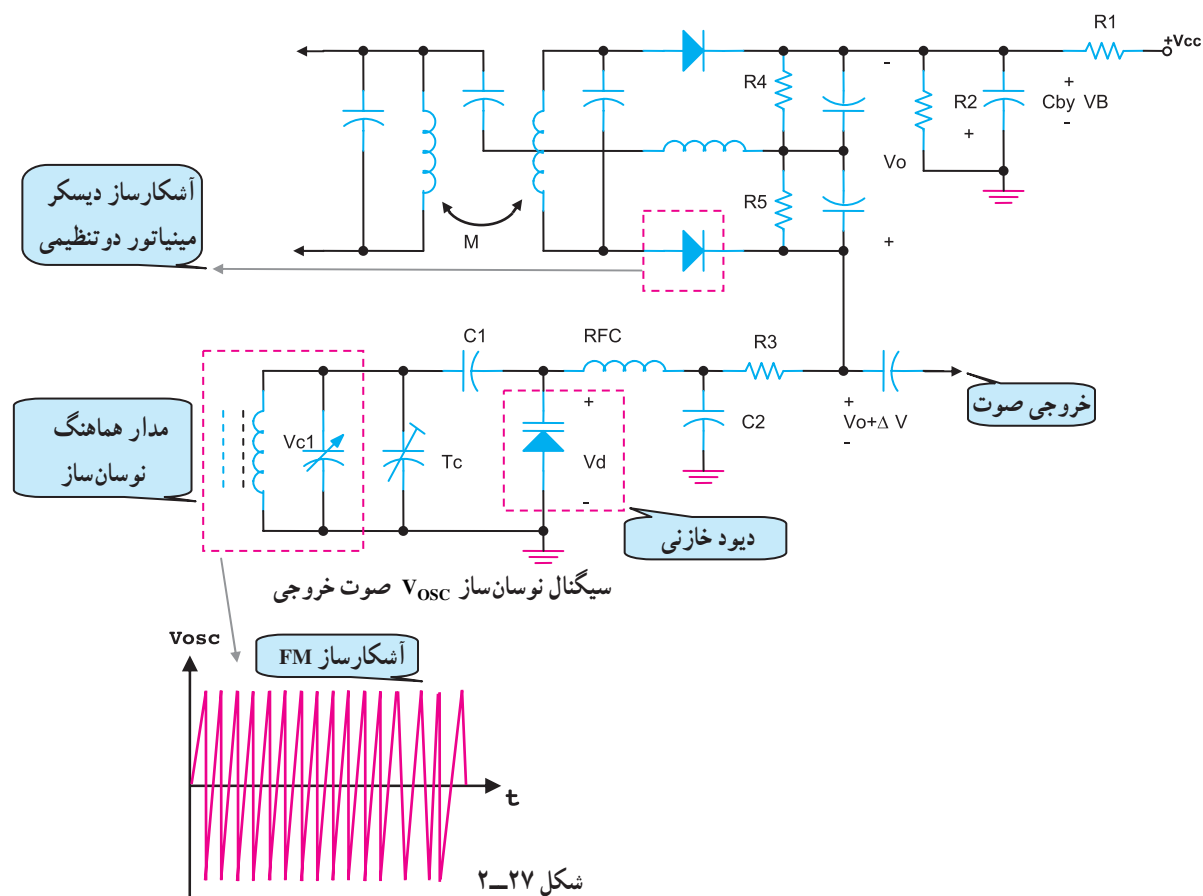 R1
+Vcc
-
R4
R2
+
Cby VB
-
+
Vo
R5
+
M
آشکارساز دیسکر
مینیاتور دوتنظیمی
C1
RFC
R3
خروجی صوت
مدار هماهنگ
نوسان‌ساز
Vc1
Tc
+
Vd
-
C2
+
Vo+Δ V
-
دیود خازنی
سیگنال نوسان‌ساز VOSC صوت خروجی
Vosc
آشکارساز FM
t
شکل ۲۷ــ۲